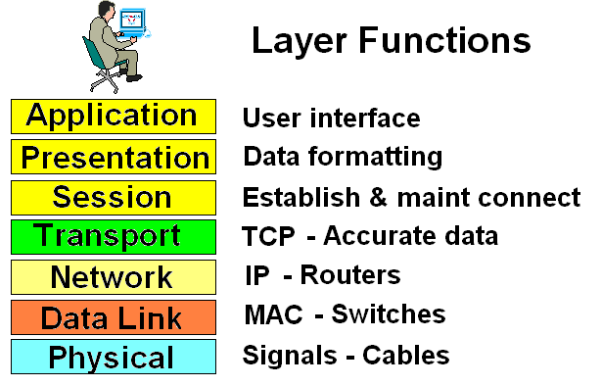 Layer Functions
Application User interface
Presentation Data formatting
Session Establish & maint connect
Transport TCP - Accurate data
Network IP - Routers
Data Link MAC - Switches
Physical Signals - Cables